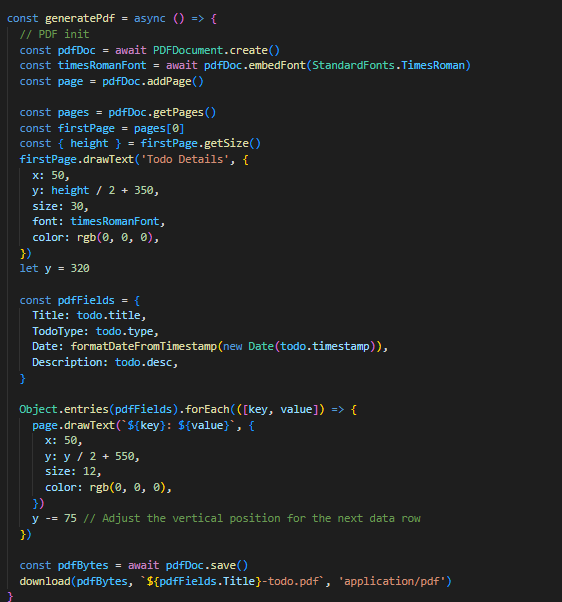 const generatePdf = async () => {
  // PDF init
  const pdfDoc = await PDFDocument.create()
  const timesRomanFont = await pdfDoc.embedFont(StandardFonts.TimesRoman)
  const page = pdfDoc.addPage()

  const pages = pdfDoc.getPages()
  const firstPage = pages[0]
  const { height } = firstPage.getSize()
  firstPage.drawText('Todo Details', {
    x: 50,
    y: height / 2 + 350,
    size: 30,
    font: timesRomanFont,
    color: rgb(0, 0, 0),
  })
  let y = 320

  const pdfFields = {
    Title: todo.title,
    TodoType: todo.type,
    Date: formatDateFromTimestamp(new Date(todo.timestamp)),
    Description: todo.desc,
  }

  Object.entries(pdfFields).forEach(([key, value]) => {
    page.drawText(`${key}: ${value}`, {
      x: 50,
      y: y / 2 + 550,
      size: 12,
      color: rgb(0, 0, 0),
    })
    y -= 75 // Adjust the vertical position for the next data row
  })

  const pdfBytes = await pdfDoc.save()
  download(pdfBytes, `${pdfFields.Title}-todo.pdf`, 'application/pdf')
}